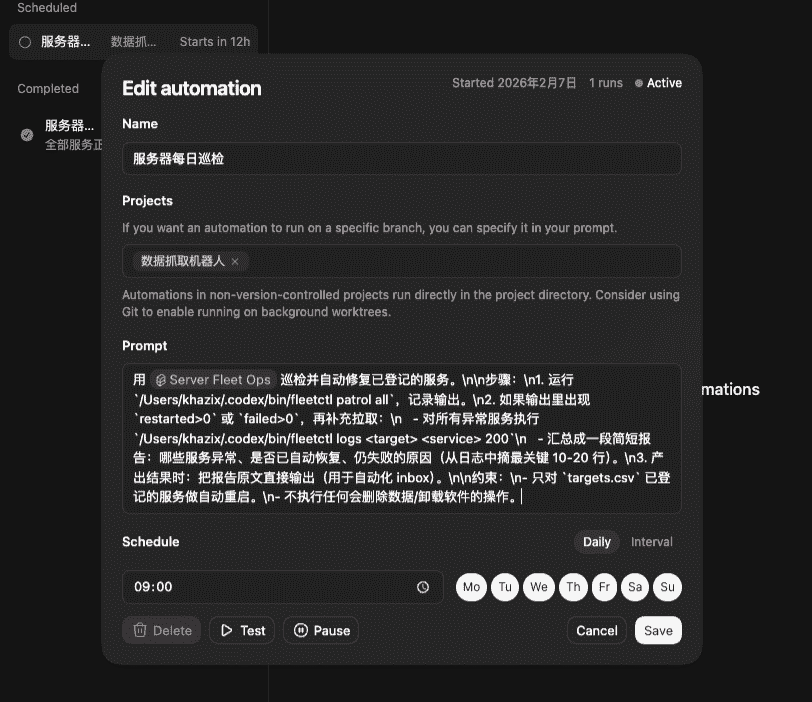 Scheduled
服务器... 数据抓... Starts in 12h
Completed
服务器...
全部服务正
Edit automation
Started 2026年2月7日 1 runs Active
Name
服务器每日巡检
Projects
If you want an automation to run on a specific branch, you can specify it in your prompt.
数据抓取机器人 ×
Automations in non-version-controlled projects run directly in the project directory. Consider using
Git to enable running on background worktrees.
Prompt
用 Server Fleet Ops 巡检并自动修复已登记的服务。\n\n步骤：\n1. 运行
`/Users/khazix/.codex/bin/fleetctl patrol all`，记录输出。\n2. 如果输出里出现
`restarted>0` 或 `failed>0`，再补充拉取：\n   - 对所有异常服务执行
`/Users/khazix/.codex/bin/fleetctl logs <target> <service> 200`\n   - 汇总成一段简短报
告：哪些服务异常、是否已自动恢复、仍失败的原因（从日志中摘最关键 10-20 行）。\n3. 产
出结果时：把报告原文直接输出（用于自动化 inbox）。\n\n约束：\n- 只对 `targets.csv` 已登
记的服务做自动重启。\n- 不执行任何会删除数据/卸载软件的操作。
mations
Schedule
Daily Interval
09:00
Mo Tu We Th Fr Sa Su
Delete Test Pause Cancel Save